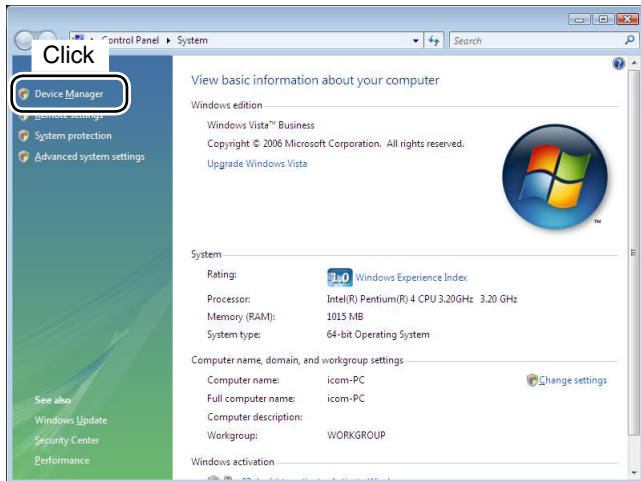 Control Panel ▸ System
Search
Click
Device Manager
Remote settings
System protection
Advanced system settings
See also
Windows Update
Security Center
Performance
View basic information about your computer
Windows edition
Windows Vista™ Business
Copyright © 2006 Microsoft Corporation. All rights reserved.
Upgrade Windows Vista
TM
System
Rating:
1.0 Windows Experience Index
Processor: Intel(R) Pentium(R) 4 CPU 3.20GHz 3.20 GHz
Memory (RAM): 1015 MB
System type: 64-bit Operating System
Computer name, domain, and workgroup settings
Computer name: icom-PC
Change settings
Full computer name: icom-PC
Computer description:
Workgroup: WORKGROUP
Windows activation